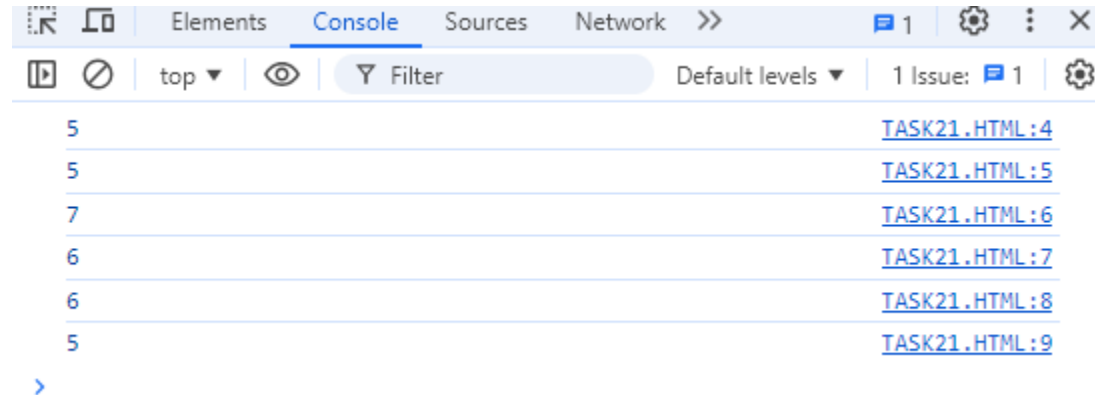 Elements Console Sources Network >> 1
top ▼ Filter Default levels ▼ 1 Issue: 1
5 TASK21.HTML:4
5 TASK21.HTML:5
7 TASK21.HTML:6
6 TASK21.HTML:7
6 TASK21.HTML:8
5 TASK21.HTML:9
>